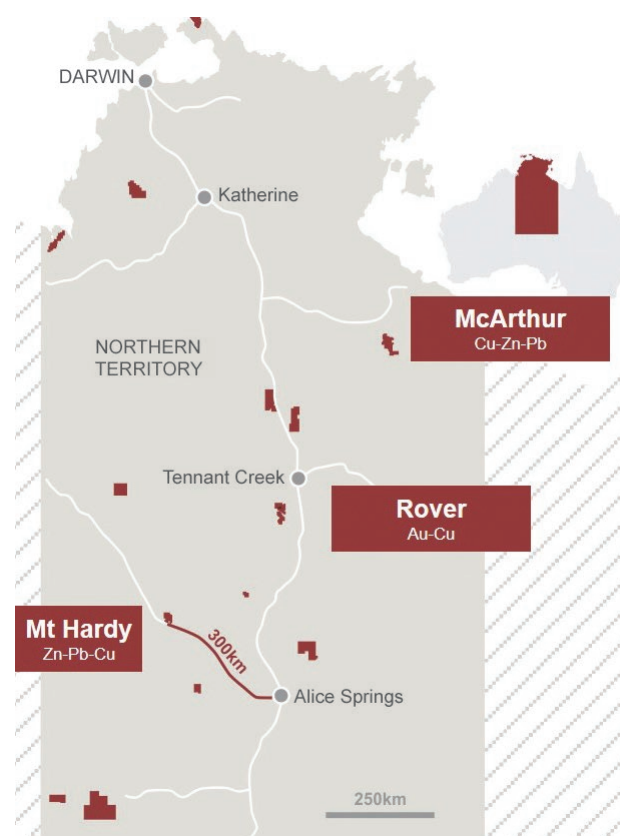 DARWIN
Katherine
McArthur
Cu-Zn-Pb
NORTHERN
TERRITORY
Tennant Creek
Rover
Au-Cu
Mt Hardy
Zn-Pb-Cu
300km
Alice Springs
250km